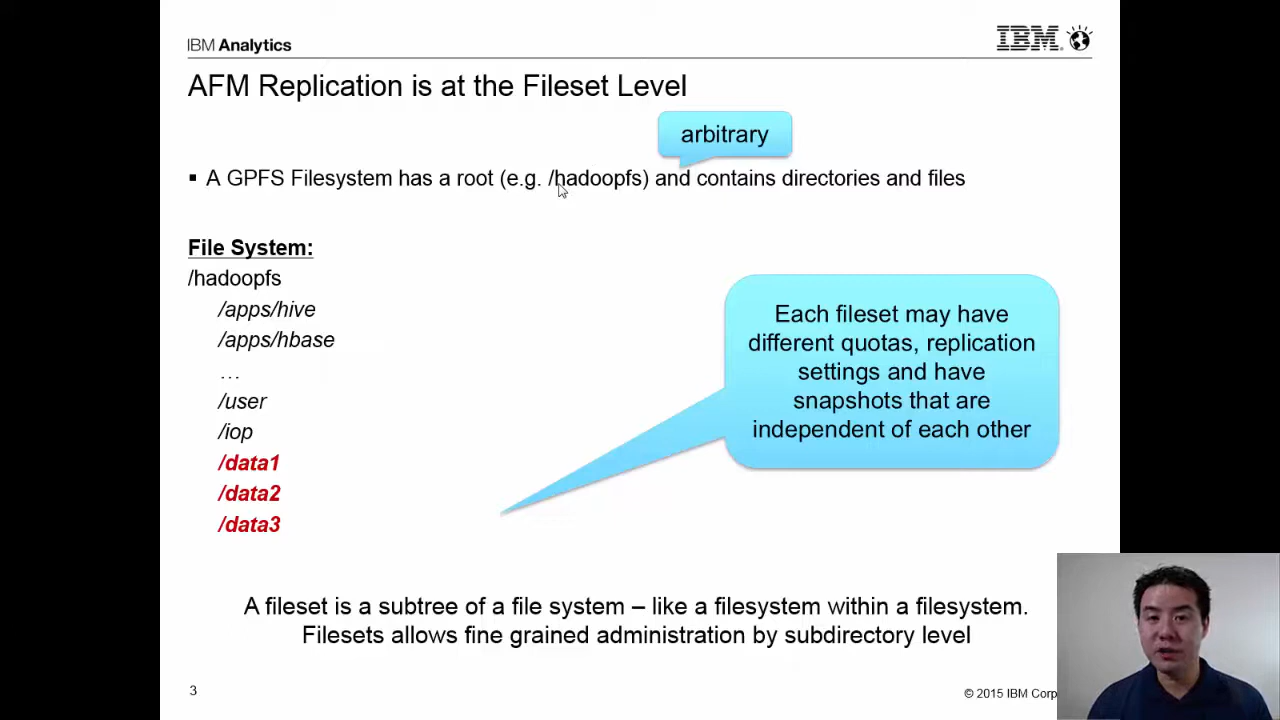 IBM Analytics
IBM
AFM Replication is at the Fileset Level
arbitrary
▪ A GPFS Filesystem has a root (e.g. /hadoopfs) and contains directories and files
File System:
/hadoopfs
/apps/hive
/apps/hbase
…
/user
/iop
/data1
/data2
/data3
Each fileset may have
different quotas, replication
settings and have
snapshots that are
independent of each other
A fileset is a subtree of a file system – like a filesystem within a filesystem.
Filesets allows fine grained administration by subdirectory level
3
© 2015 IBM Corp